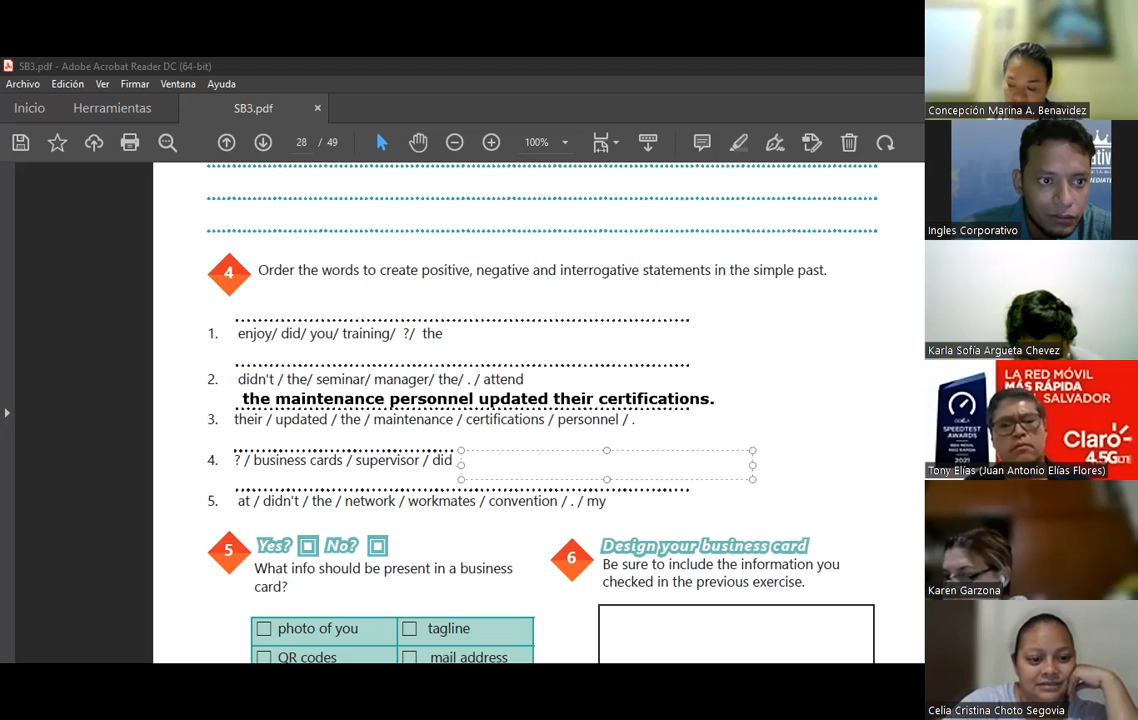 SB3.pdf - Adobe Acrobat Reader DC (64-bit)
Archivo Edición Ver Firmar Ventana Ayuda
Inicio Herramientas SB3.pdf ×
28 / 49 100%
4 Order the words to create positive, negative and interrogative statements in the simple past.
1. enjoy/ did/ you/ training/ ?/ the
2. didn't / the/ seminar/ manager/ the/ . / attend
the maintenance personnel updated their certifications.
3. their / updated / the / maintenance / certifications / personnel / .
4. ? / business cards / supervisor / did
5. at / didn't / the / network / workmates / convention / . / my
5 Yes? No?
What info should be present in a business
card?
photo of you tagline
QR codes mail address
6 Design your business card
Be sure to include the information you
checked in the previous exercise.
Concepción Marina A. Benavidez
Ingles Corporativo
Karla Sofía Argueta Chevez
LA RED MÓVIL
MÁS RÁPIDA
SALVADOR
SPEEDTEST
AWARDS
Claro
4.5G LTE
Tony Elías (Juan Antonio Elías Flores)
Karen Garzona
Celia Cristina Choto Segovia